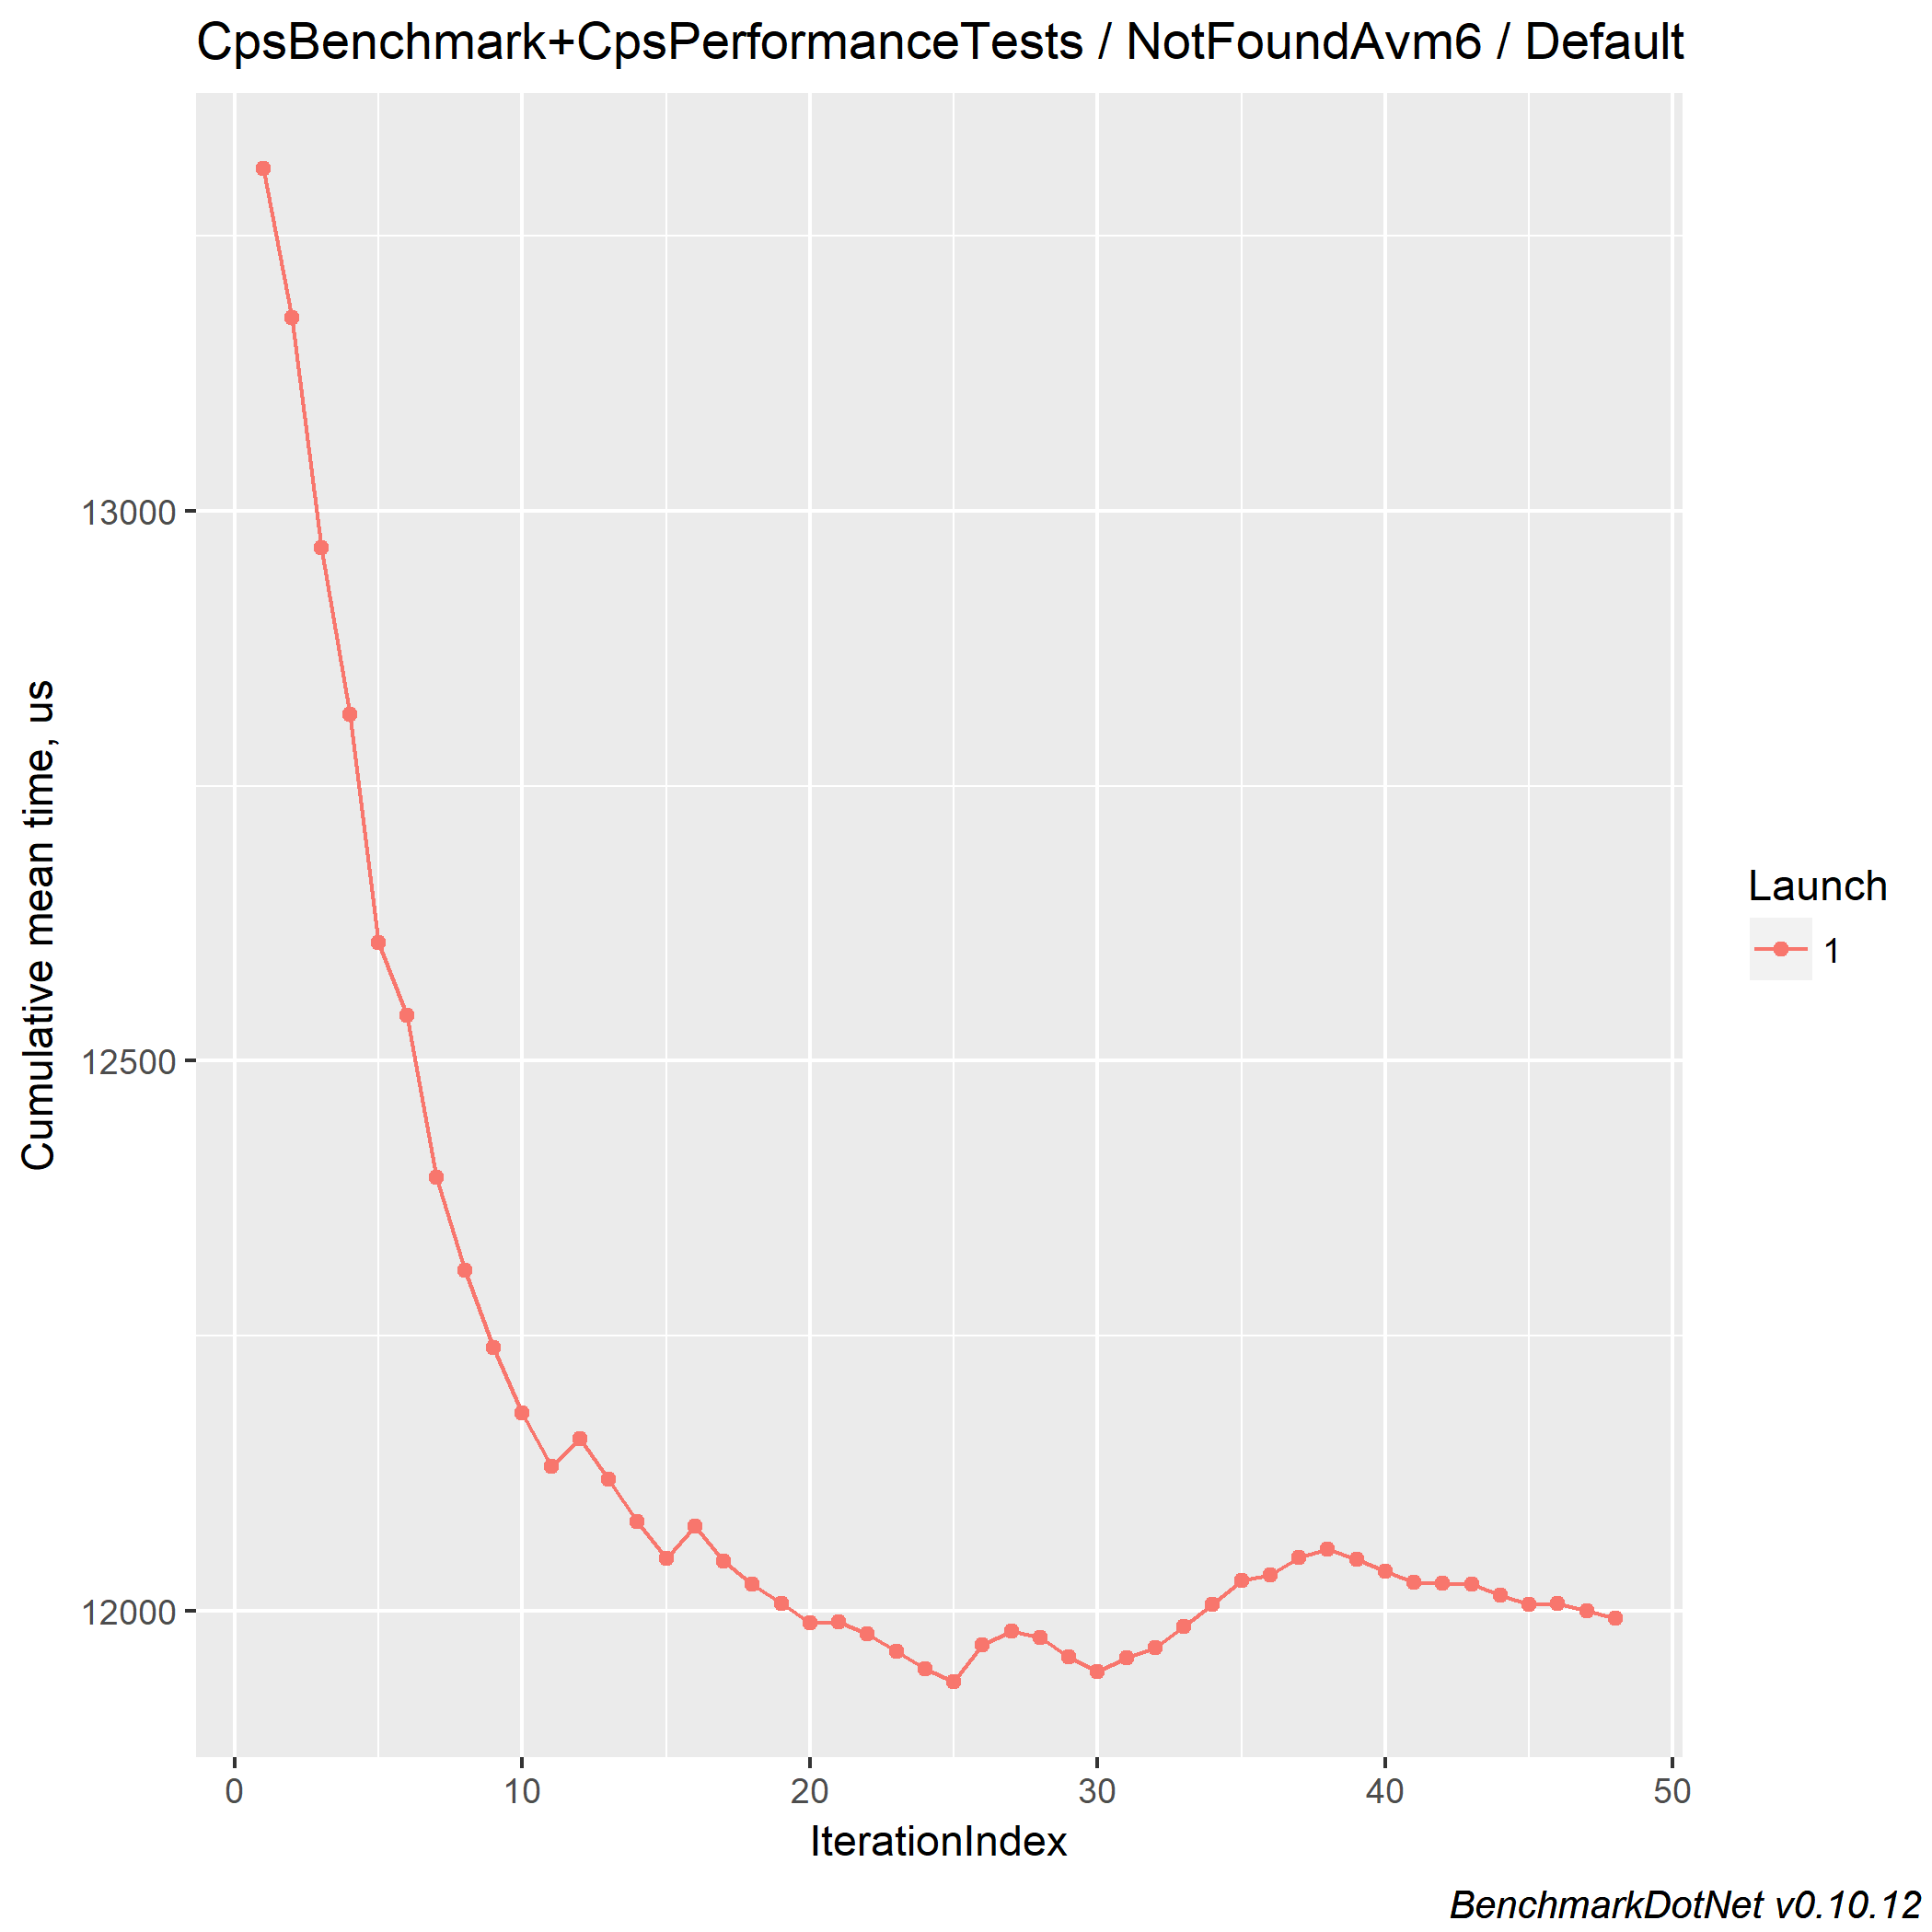 CpsBenchmark+CpsPerformanceTests / NotFoundAvm6 / Default
Cumulative mean time, us
13000
12500
12000
0 10 20 30 40 50
IterationIndex
Launch
1
BenchmarkDotNet v0.10.12